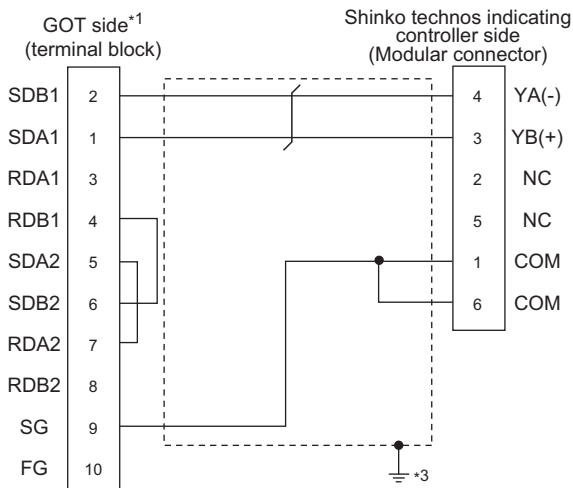 GOT side*1
(terminal block)
Shinko technos indicating
controller side
(Modular connector)
SDB1 2 4 YA(-)
SDA1 1 3 YB(+)
RDA1 3 2 NC
RDB1 4 5 NC
SDA2 5 1 COM
SDB2 6 6 COM
RDA2 7
RDB2 8
SG 9
FG 10
*3